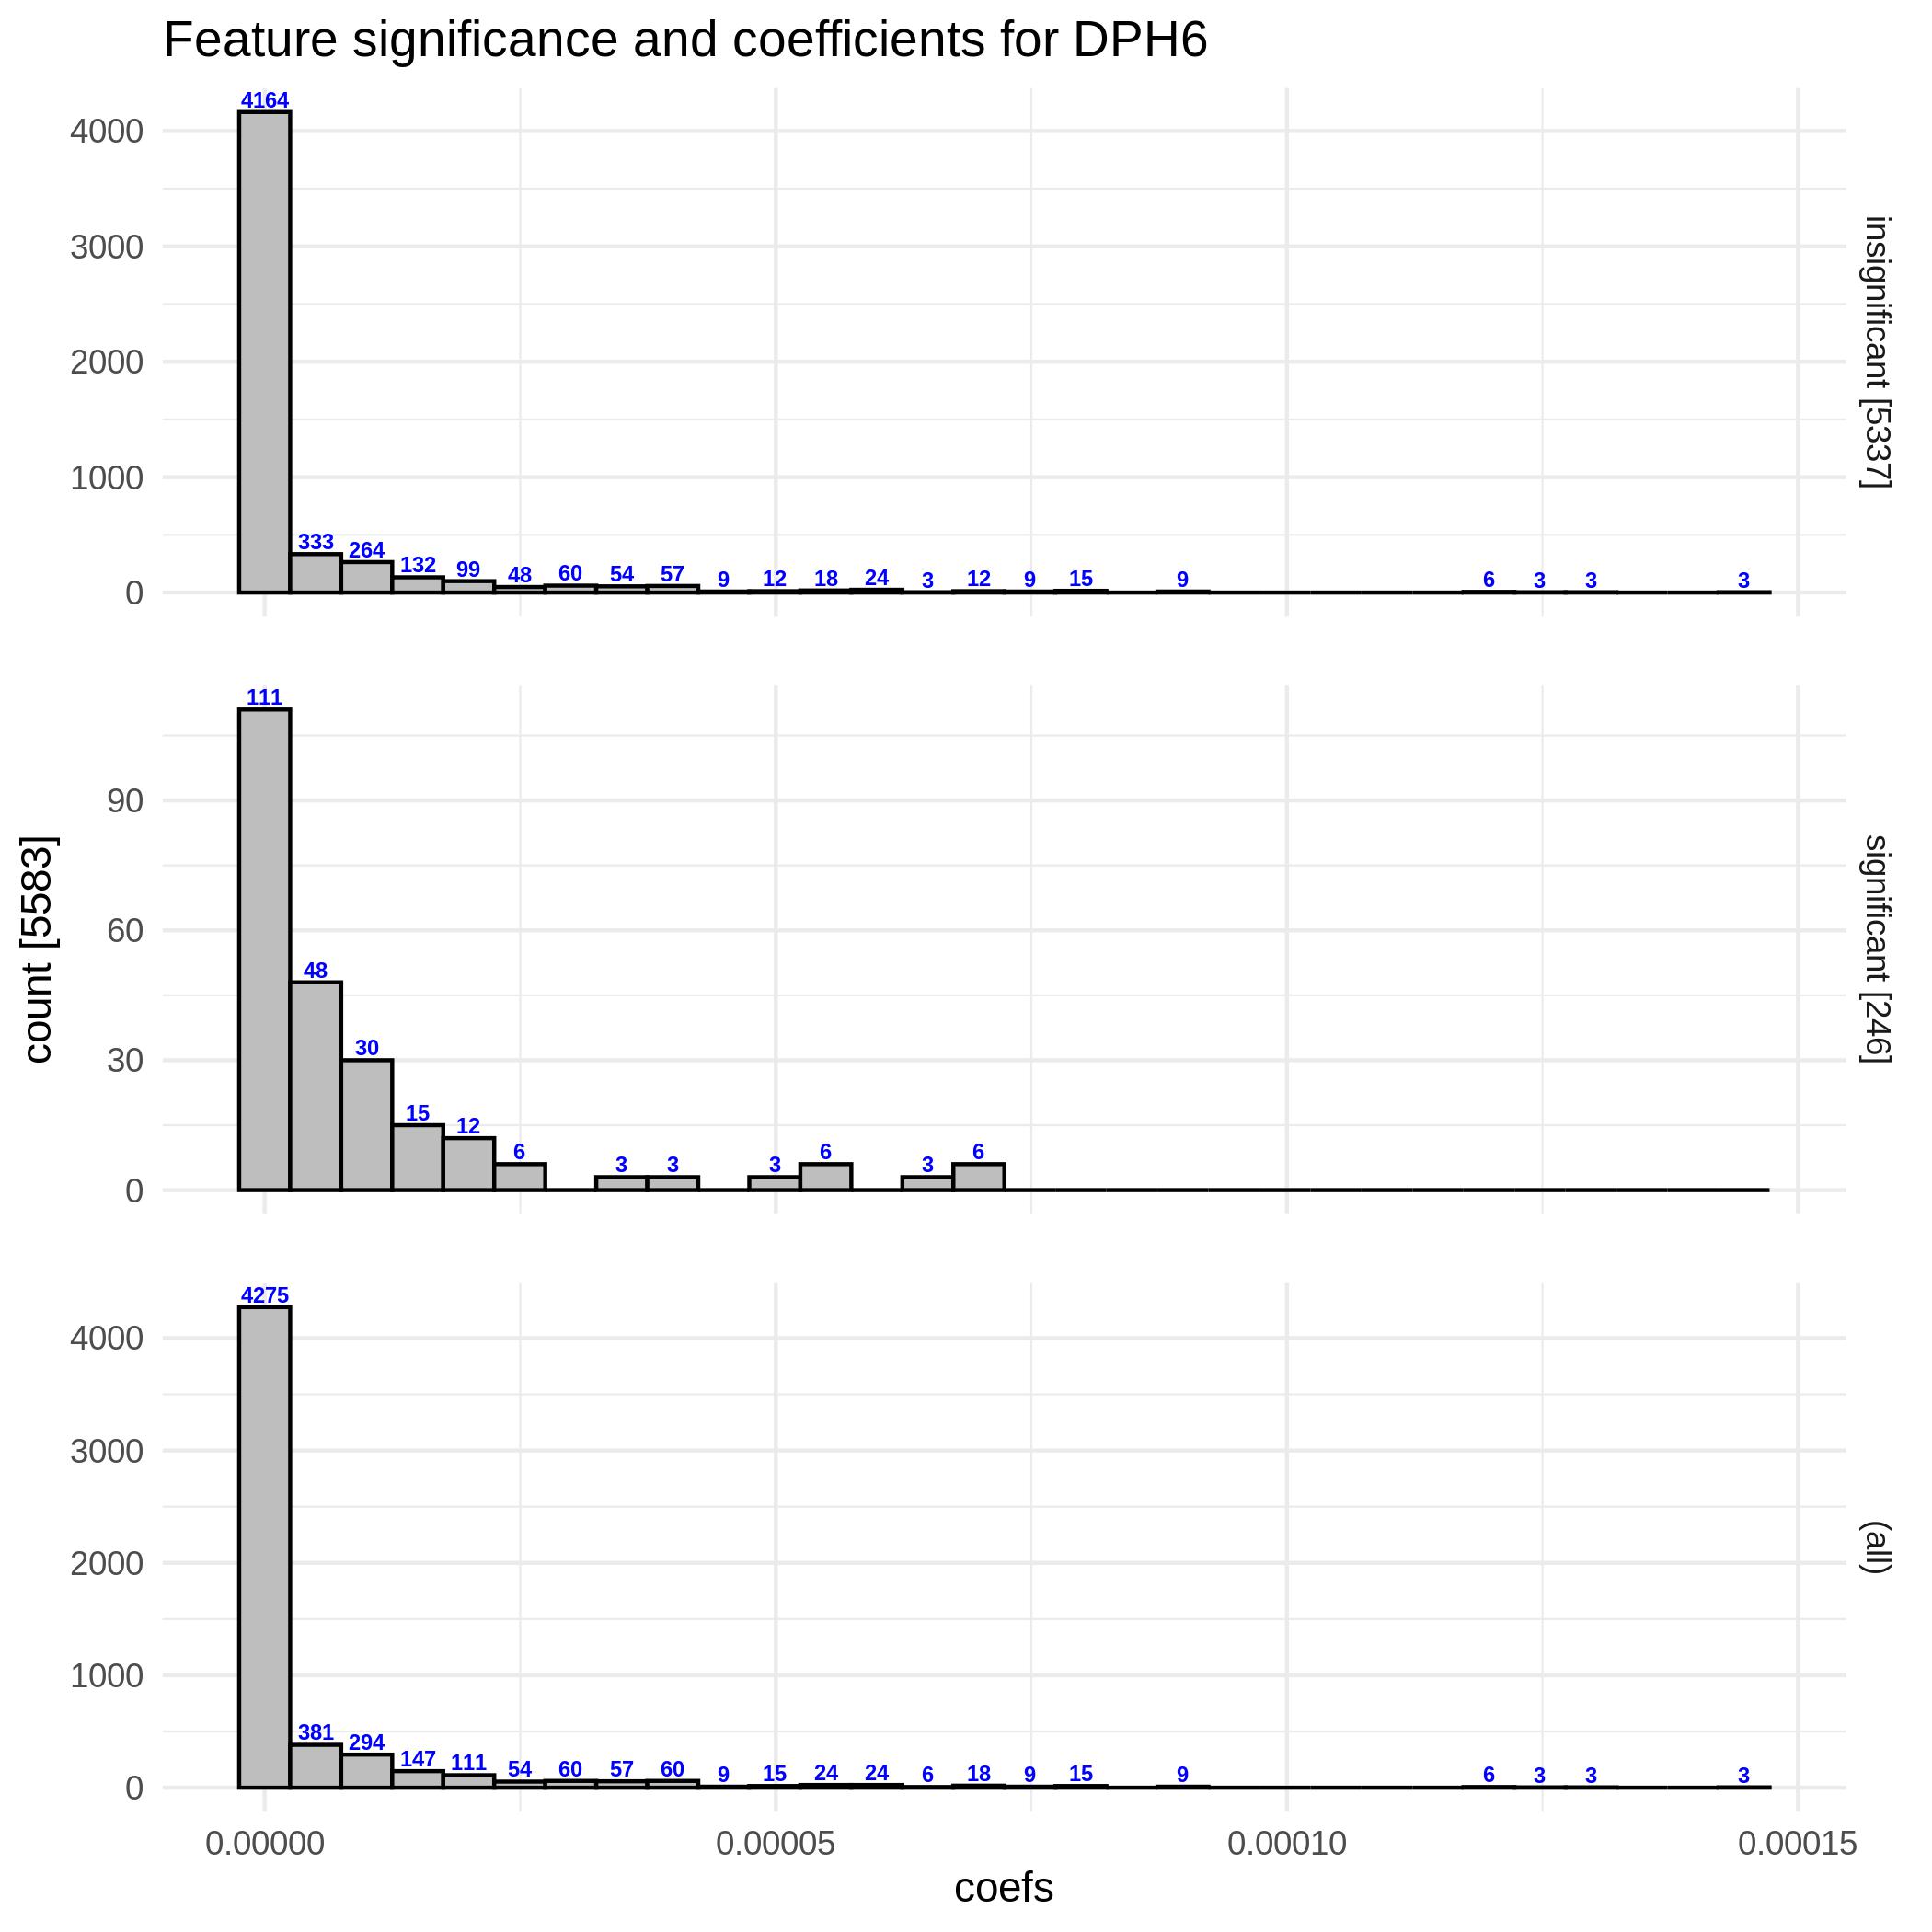 Feature significance and coefficients for DPH6
4164
4000
3000
2000
1000
0
333 264 132 99 48 60 54 57 9 12 18 24 3 12 9 15 9 6 3 3 3
insignificant [5337]
111
90
60
30
0
48
30
15 12 6 3 3 3 6 3 6
significant [246]
count [5583]
4275
4000
3000
2000
1000
0
381 294 147 111 54 60 57 60 9 15 24 24 6 18 9 15 9 6 3 3 3
(all)
0.00000 0.00005 0.00010 0.00015
coefs